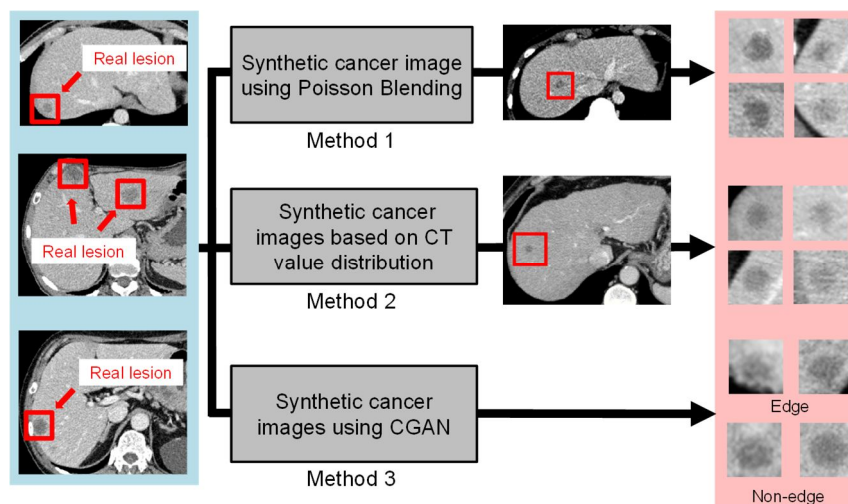 Real lesion
Real lesion
Real lesion
Synthetic cancer image
using Poisson Blending
Method 1
Synthetic cancer
images based on CT
value distribution
Method 2
Synthetic cancer
images using CGAN
Method 3
Edge
Non-edge